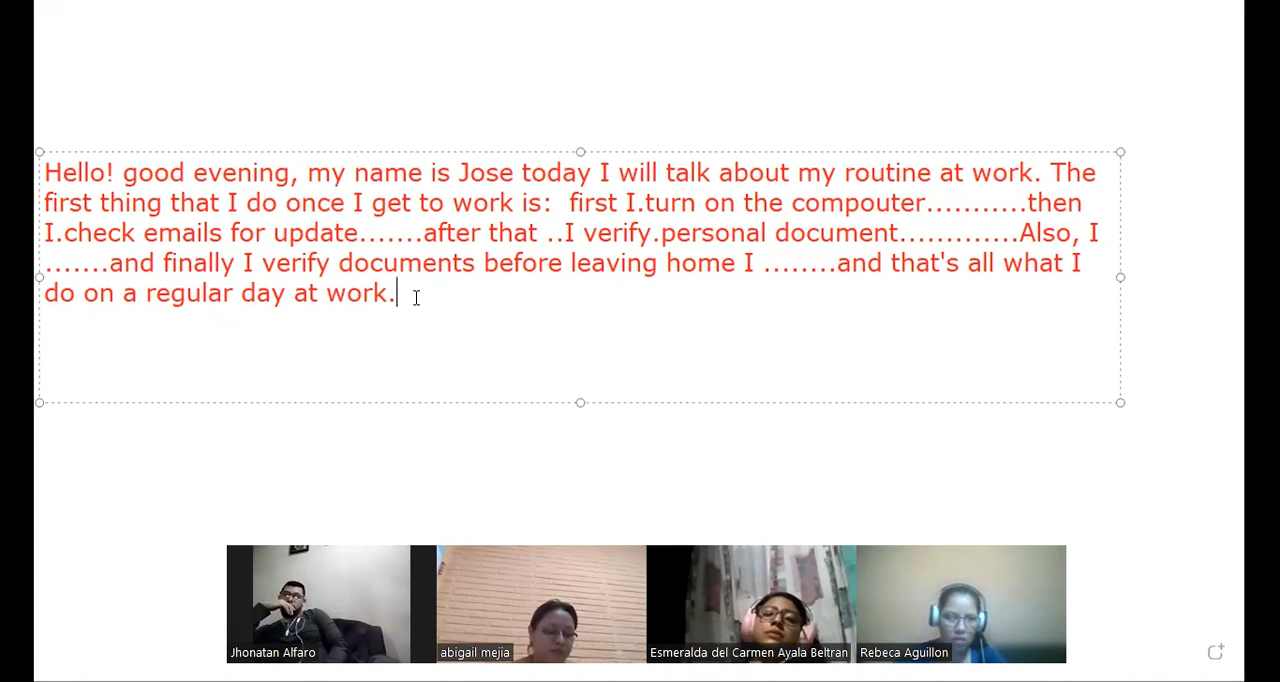 Hello! good evening, my name is Jose today I will talk about my routine at work. The
first thing that I do once I get to work is:  first I.turn on the compouter...........then
I.check emails for update.......after that ..I verify.personal document.............Also, I
.......and finally I verify documents before leaving home I ........and that's all what I
do on a regular day at work.
Jhonatan Alfaro
abigail mejia
Esmeralda del Carmen Ayala Beltran
Rebeca Aguillon